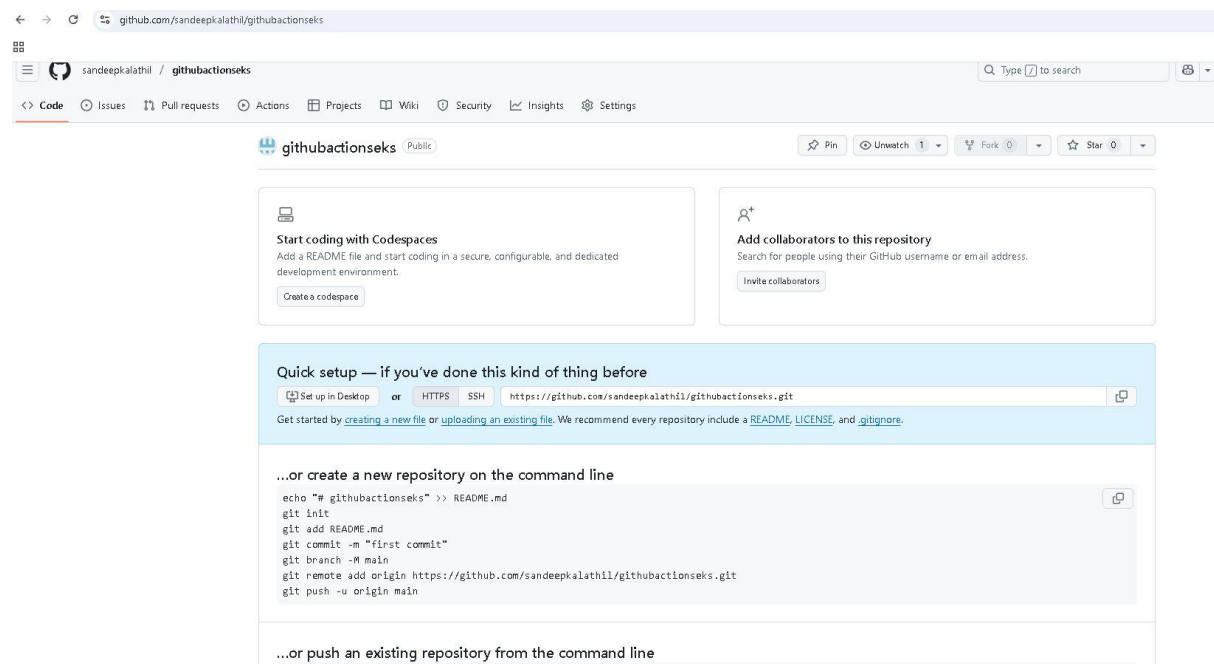 github.com/sandeepkalathil/githubactionseks
sandeepkalathil / githubactionseks
Type / to search
Code Issues Pull requests Actions Projects Wiki Security Insights Settings
githubactionseks Public
Pin Unwatch 1 Fork 0 Star 0
Start coding with Codespaces
Add a README file and start coding in a secure, configurable, and dedicated
development environment.
Create a codespace
Add collaborators to this repository
Search for people using their GitHub username or email address.
Invite collaborators
Quick setup — if you've done this kind of thing before
Set up in Desktop or HTTPS SSH https://github.com/sandeepkalathil/githubactionseks.git
Get started by creating a new file or uploading an existing file. We recommend every repository include a README, LICENSE, and .gitignore.
...or create a new repository on the command line
echo "# githubactionseks" >> README.md
git init
git add README.md
git commit -m "first commit"
git branch -M main
git remote add origin https://github.com/sandeepkalathil/githubactionseks.git
git push -u origin main
...or push an existing repository from the command line